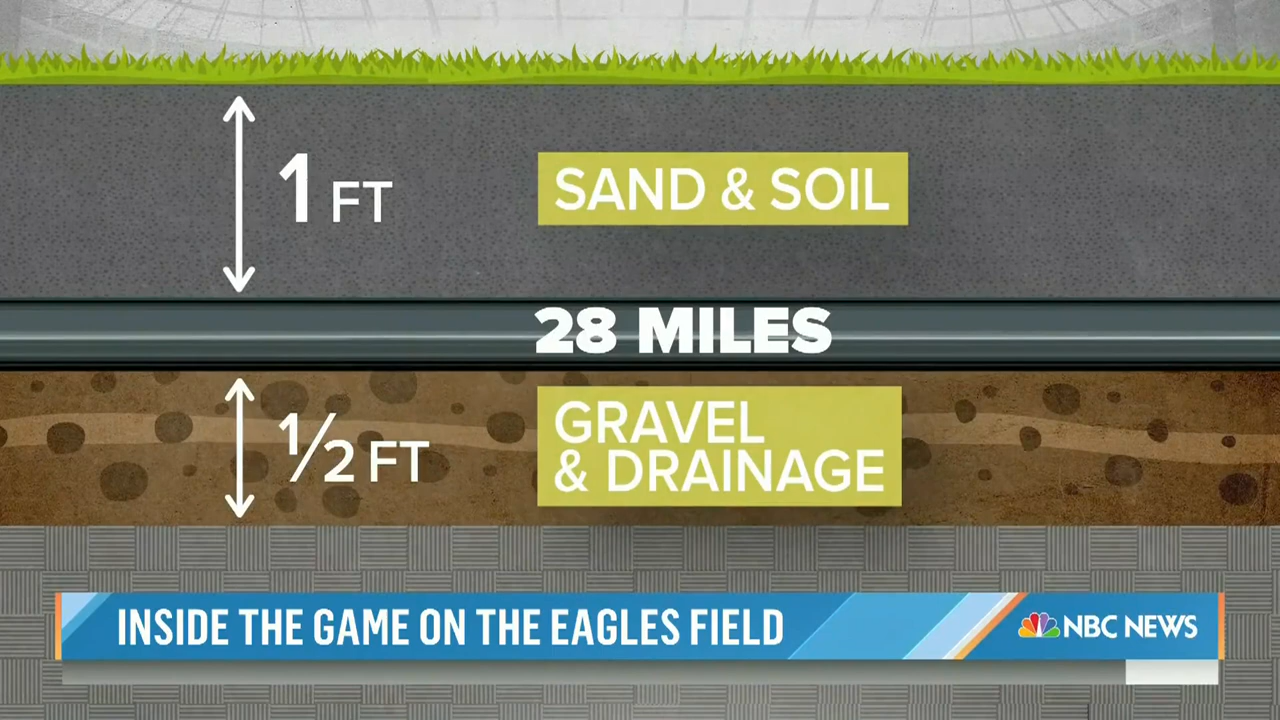 1 FT
SAND & SOIL
28 MILES
½ FT
GRAVEL
& DRAINAGE
INSIDE THE GAME ON THE EAGLES FIELD
NBC NEWS